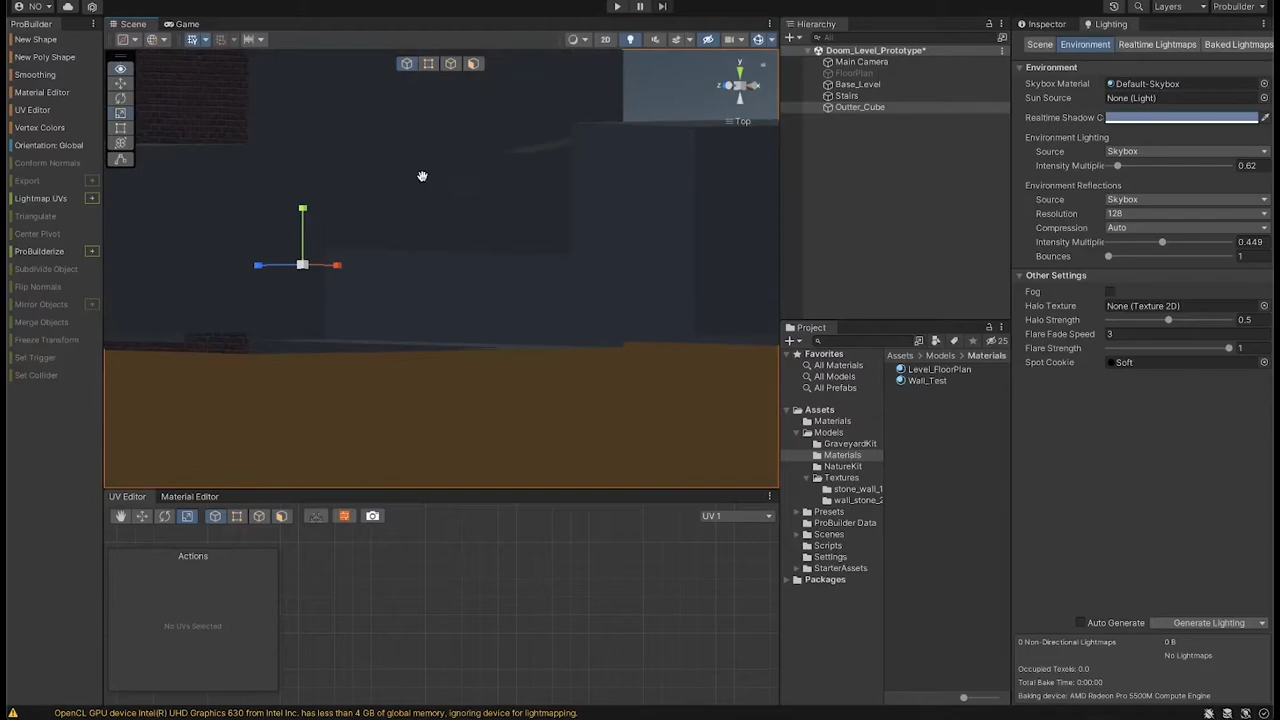 NO
Layers
Probuilder
ProBuilder
Scene
Game
Hierarchy
Inspector
Lighting
New Shape
New Poly Shape
Smoothing
Material Editor
UV Editor
Vertex Colors
Orientation: Global
Conform Normals
Export
Lightmap UVs
Triangulate
Center Pivot
ProBuilderize
Subdivide Object
Flip Normals
Mirror Objects
Merge Objects
Freeze Transform
Set Trigger
Set Collider
2D
y
z
Top
All
Doom_Level_Prototype*
Main Camera
FloorPlan
Base_Level
Stairs
Outter_Cube
Project
25
Favorites
All Materials
All Models
All Prefabs
Assets
Materials
Models
GraveyardKit
Materials
NatureKit
Textures
stone_wall_1
wall_stone_2
Presets
ProBuilder Data
Scenes
Scripts
Settings
StarterAssets
Packages
Assets Models Materials
Level_FloorPlan
Wall_Test
Scene Environment Realtime Lightmaps Baked Lightmaps
Environment
Skybox Material Default-Skybox
Sun Source None (Light)
Realtime Shadow C
Environment Lighting
Source Skybox
Intensity Multiplie 0.62
Environment Reflections
Source Skybox
Resolution 128
Compression Auto
Intensity Multiplie 0.449
Bounces 1
Other Settings
Fog
Halo Texture None (Texture 2D)
Halo Strength 0.5
Flare Fade Speed 3
Flare Strength 1
Spot Cookie Soft
Auto Generate Generate Lighting
0 Non-Directional Lightmaps 0 B
No Lightmaps
Occupied Texels: 0.0
Total Bake Time: 0:00:00
Baking device: AMD Radeon Pro 5500M Compute Engine
UV Editor Material Editor
UV 1
Actions
No UVs Selected
OpenCL GPU device Intel(R) UHD Graphics 630 from Intel Inc. has less than 4 GB of global memory, ignoring device for lightmapping.